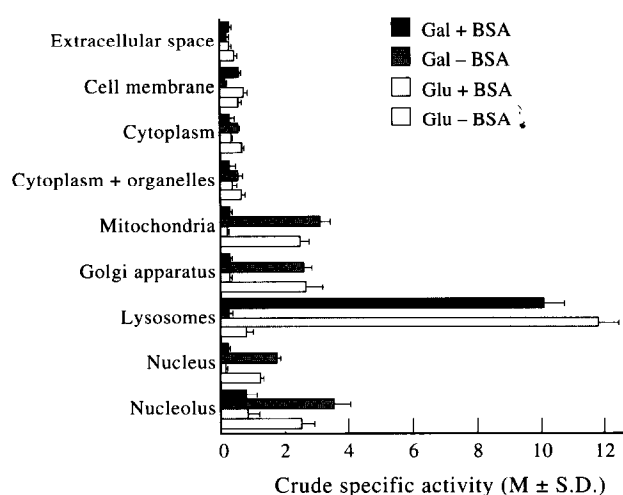 Gal + BSA
Gal – BSA
Glu + BSA
Glu – BSA
Extracellular space
Cell membrane
Cytoplasm
Cytoplasm + organelles
Mitochondria
Golgi apparatus
Lysosomes
Nucleus
Nucleolus
0 2 4 6 8 10 12
Crude specific activity (M ± S.D.)